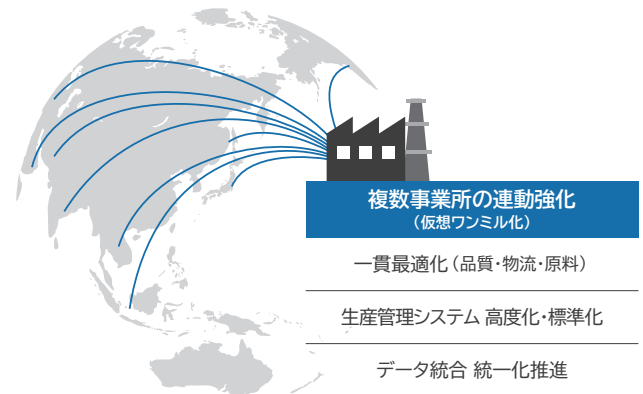 複数事業所の連動強化
（仮想ワンミル化）
一貫最適化（品質・物流・原料）
生産管理システム 高度化・標準化
データ統合 統一化推進